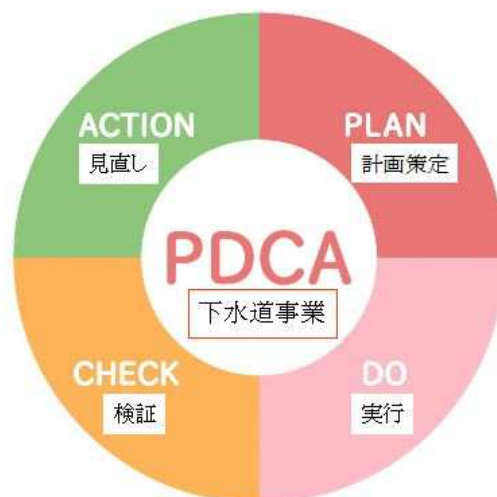 ACTION
見直し
PLAN
計画策定
PDCA
下水道事業
CHECK
検証
DO
実行